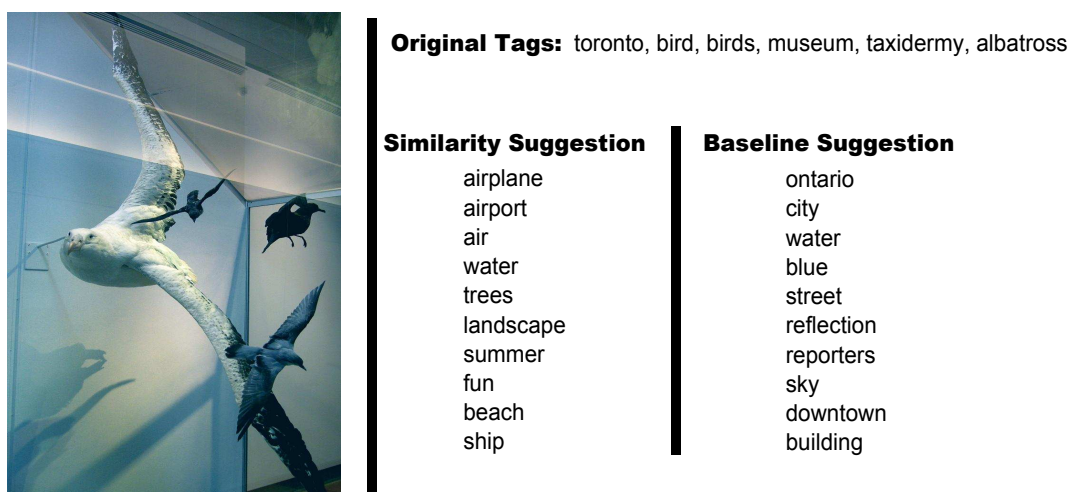 Original Tags: toronto, bird, birds, museum, taxidermy, albatross
Similarity Suggestion
airplane
airport
air
water
trees
landscape
summer
fun
beach
ship
Baseline Suggestion
ontario
city
water
blue
street
reflection
reporters
sky
downtown
building